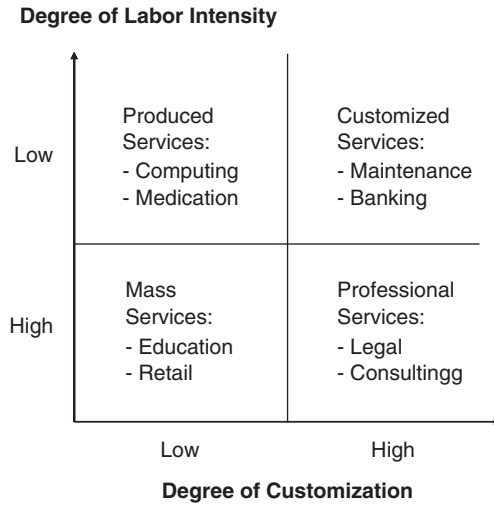 Degree of Labor Intensity
Low
Produced
Services:
- Computing
- Medication
Customized
Services:
- Maintenance
- Banking
High
Mass
Services:
- Education
- Retail
Professional
Services:
- Legal
- Consultingg
Low
High
Degree of Customization